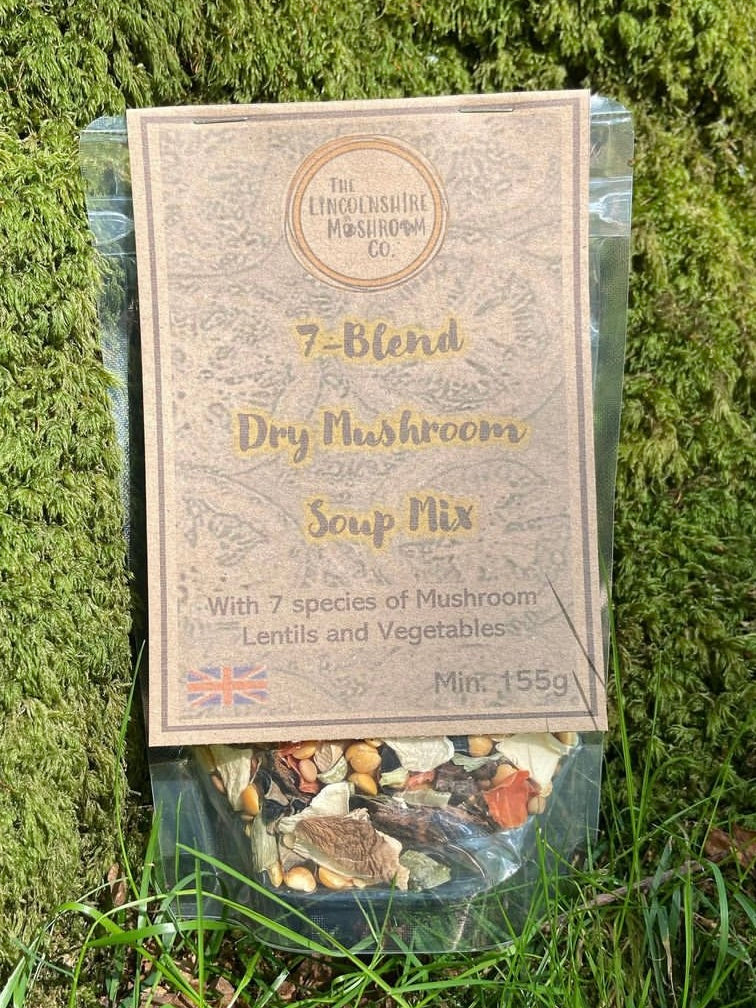 THE
LINCOLNSHIRE
MUSHROOM
CO.
7-Blend
Dry Mushroom
Soup Mix
With 7 species of Mushroom
Lentils and Vegetables
Min: 155g